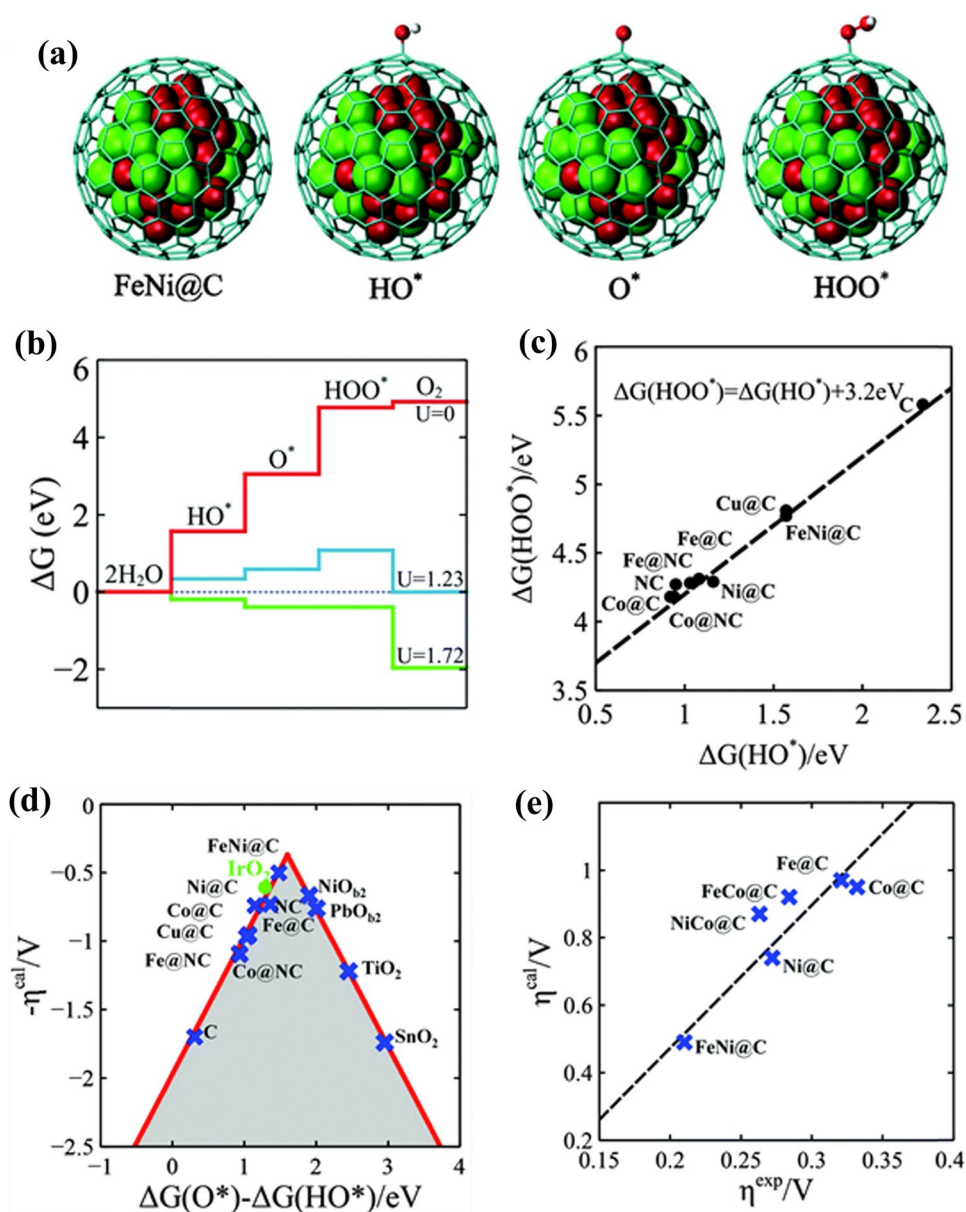 (a)
FeNi@C
HO*
O*
HOO*
(b)
6
4
2
0
−2
ΔG (eV)
2H₂O
HO*
O*
HOO*
O₂
U=0
U=1.23
U=1.72
(c)
6
5.5
5
4.5
4
3.5
ΔG(HOO*)/eV
ΔG(HOO*)=ΔG(HO*)+3.2eV
C
Cu@C
FeNi@C
Fe@C
Fe@NC
NC
Ni@C
Co@C
Co@NC
0.5
1
1.5
2
2.5
ΔG(HO*)/eV
(d)
0
-0.5
-1
-1.5
-2
-2.5
-η^cal/V
FeNi@C
IrO₂
Ni@C
NiO_b2
Co@C
NC
PbO_b2
Cu@C
Fe@C
Fe@NC
Co@NC
TiO₂
C
SnO₂
−1
0
1
2
3
4
ΔG(O*)-ΔG(HO*)/eV
(e)
1
0.8
0.6
0.4
0.2
η^cal/V
Fe@C
FeCo@C
Co@C
NiCo@C
Ni@C
FeNi@C
0.15
0.2
0.25
0.3
0.35
0.4
η^exp/V